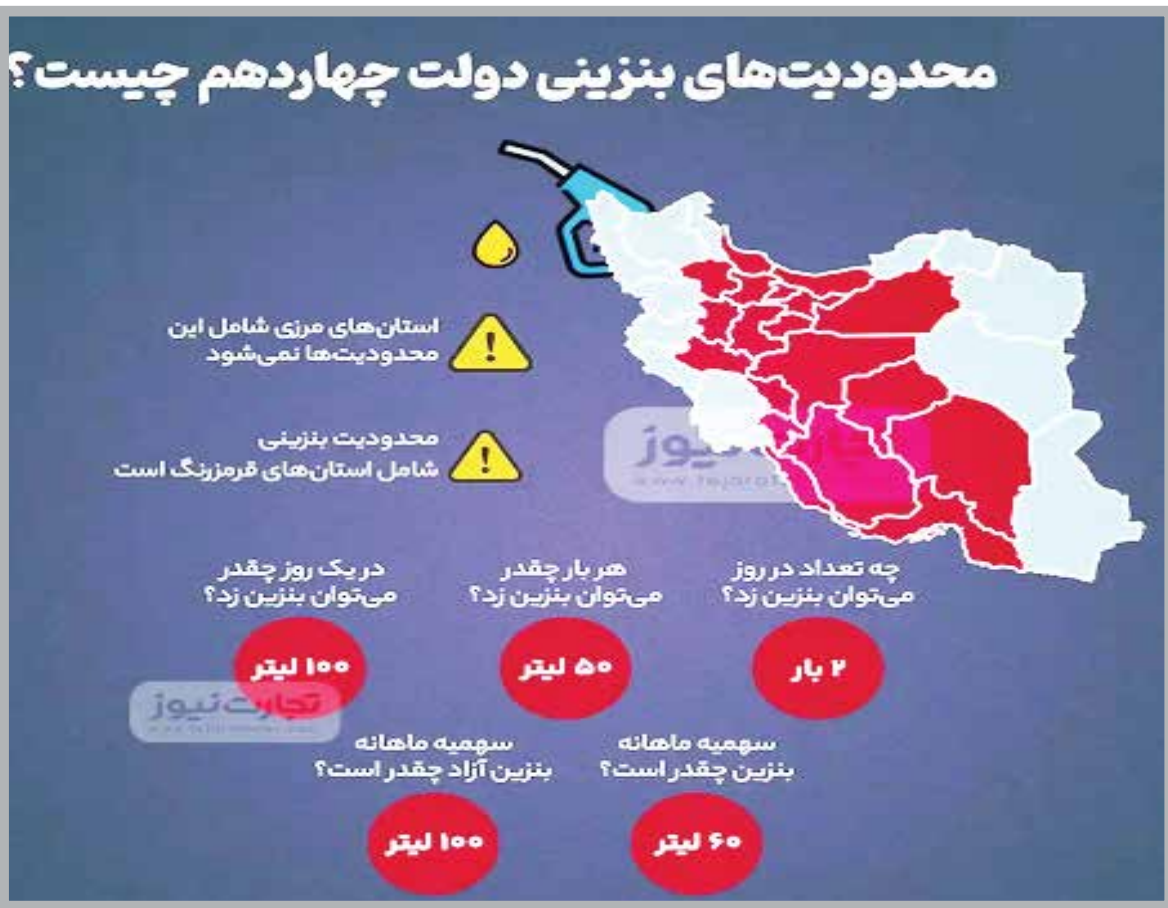 محدودیت‌های بنزینی دولت چهاردهم چیست؟
استان‌های مرزی شامل این
محدودیت‌ها نمی‌شود
محدودیت بنزینی
شامل استان‌های قرمزرنگ است
چه تعداد در روز
می‌توان بنزین زد؟
۲ بار
هر بار چقدر
می‌توان بنزین زد؟
۵۰ لیتر
در یک روز چقدر
می‌توان بنزین زد؟
۱۰۰ لیتر
سهمیه ماهانه
بنزین چقدر است؟
۶۰ لیتر
سهمیه ماهانه
بنزین آزاد چقدر است؟
۱۰۰ لیتر
تجارت‌نیوز